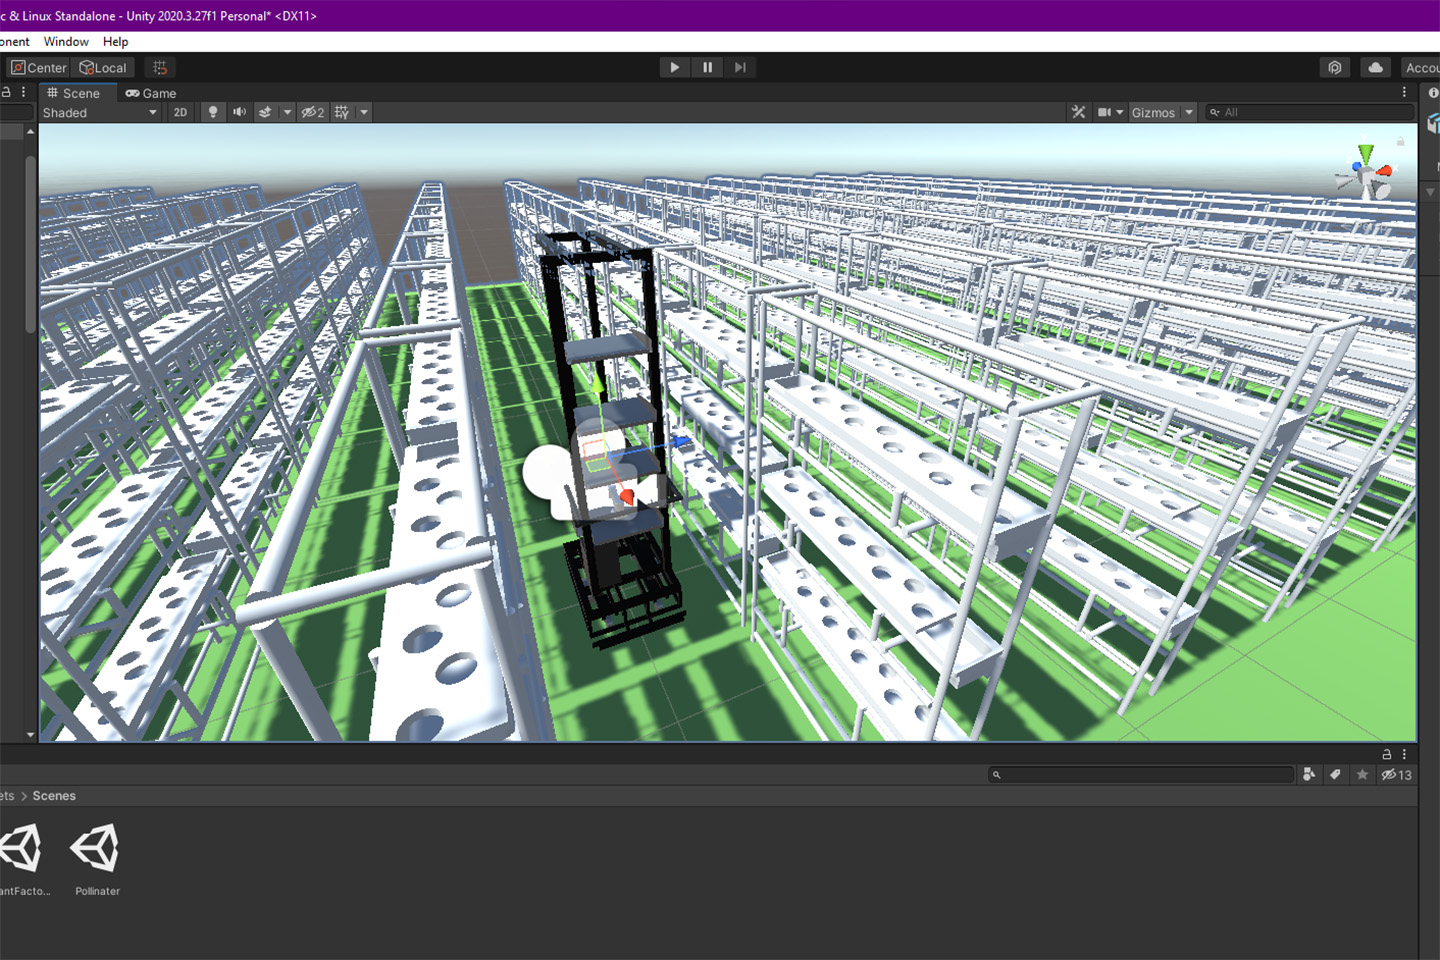 c & Linux Standalone - Unity 2020.3.27f1 Personal* <DX11>
onent Window Help
Center Local
Accou
Scene Game
Shaded 2D 2 Gizmos All
13
ets > Scenes
antFacto... Pollinater